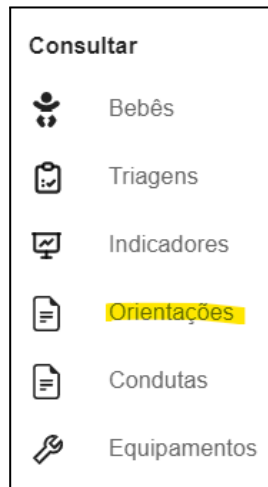 Consultar
Bebês
Triagens
Indicadores
Orientações
Condutas
Equipamentos